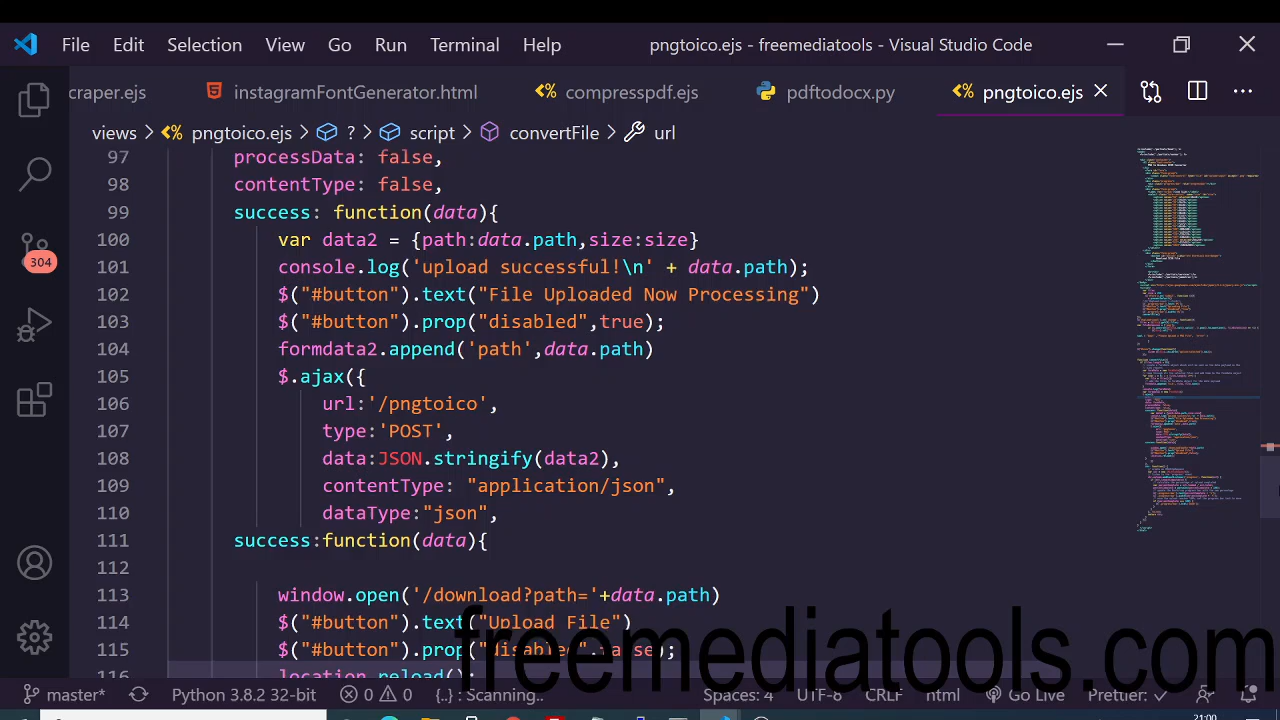 File Edit Selection View Go Run Terminal Help pngtoico.ejs - freemediatools - Visual Studio Code
craper.ejs instagramFontGenerator.html compresspdf.ejs pdftodocx.py pngtoico.ejs
views > pngtoico.ejs > ? > script > convertFile > url
97 processData: false,
98 contentType: false,
99 success: function(data){
100 var data2 = {path:data.path,size:size}
101 console.log('upload successful!\n' + data.path);
102 $("#button").text("File Uploaded Now Processing")
103 $("#button").prop("disabled",true);
104 formdata2.append('path',data.path)
105 $.ajax({
106 url:'/pngtoico',
107 type:'POST',
108 data:JSON.stringify(data2),
109 contentType: "application/json",
110 dataType:"json",
111 success:function(data){
112
113 window.open('/download?path='+data.path)
114 $("#button").text("Upload File")
115 $("#button").prop("disabled",false);
116 location.reload();
freemediatools.com
304
master* Python 3.8.2 32-bit 0 0 {..} : Scanning.. Spaces: 4 UTF-8 CRLF html Go Live Prettier: ✓
21:00